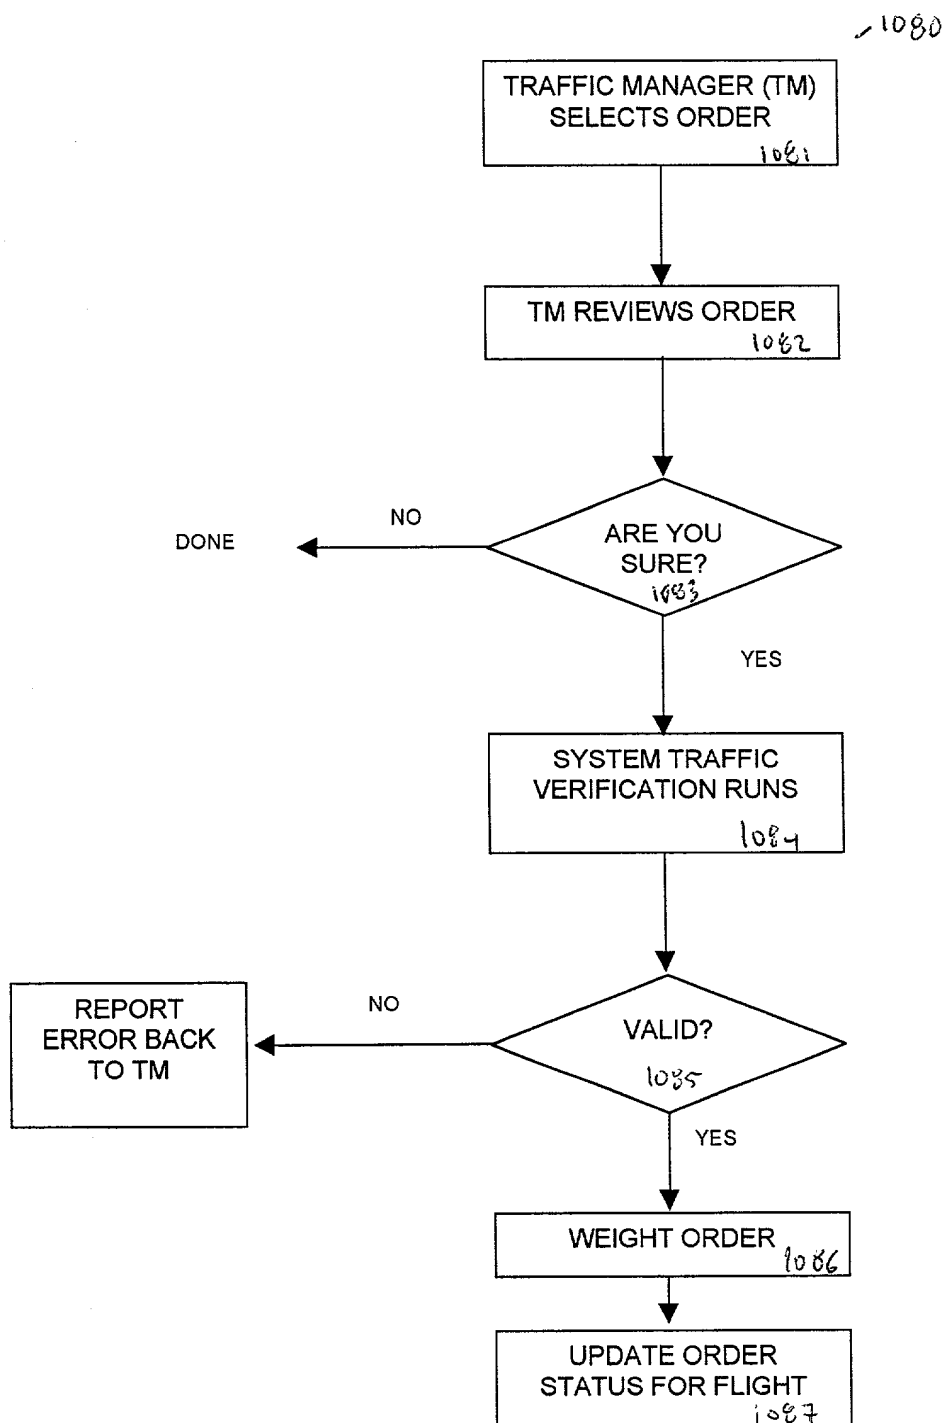 1080
TRAFFIC MANAGER (TM)
SELECTS ORDER
1081
TM REVIEWS ORDER
1082
ARE YOU
SURE?
1083
NO
DONE
YES
SYSTEM TRAFFIC
VERIFICATION RUNS
1084
VALID?
1085
NO
REPORT
ERROR BACK
TO TM
YES
WEIGHT ORDER
1086
UPDATE ORDER
STATUS FOR FLIGHT
1087